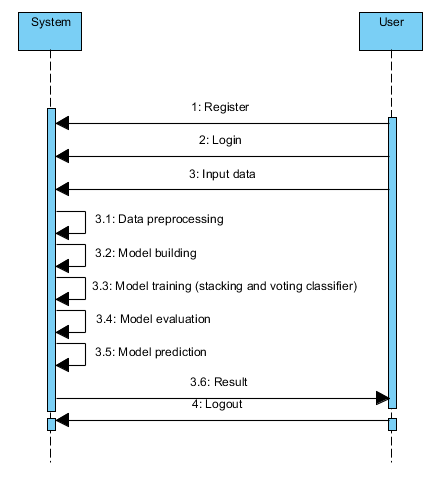 System
User
1: Register
2: Login
3: Input data
3.1: Data preprocessing
3.2: Model building
3.3: Model training (stacking and voting classifier)
3.4: Model evaluation
3.5: Model prediction
3.6: Result
4: Logout